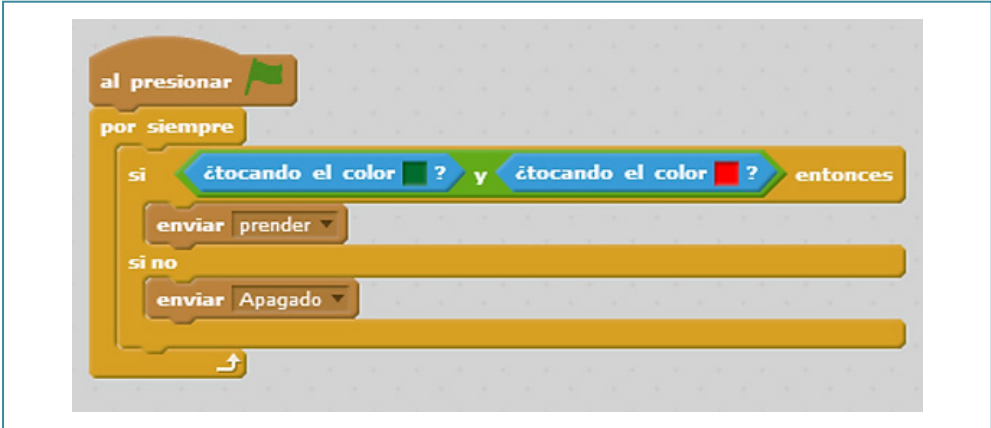 al presionar
por siempre
si ¿tocando el color ? y ¿tocando el color ? entonces
enviar prender
si no
enviar Apagado